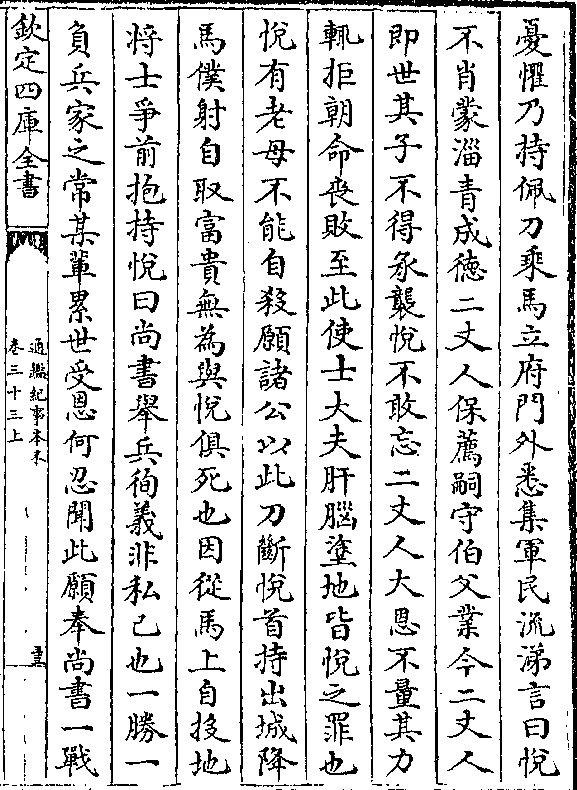 憂懼乃持佩刀乘馬立府門外悉集軍民流涕言曰悅
不肖蒙淄青成德二丈人保薦嗣守伯父業今二丈人
即世其子不得承襲悅不敢忘二丈人大恩不量其力
輒拒朝命喪敗至此使士大夫肝腦塗地皆悅之罪也
悅有老母不能自殺願諸公以此刀斷悅首持出城降
馬僕射自取富貴無為與悅俱死也因從馬上自投地
将士爭前抱持悅曰尚書舉兵徇義非私己也一勝一
負兵家之常某輩累世受恩何忍聞此願奉尚書一戰
欽定四庫全書
通鑑紀事本末
卷三十三上